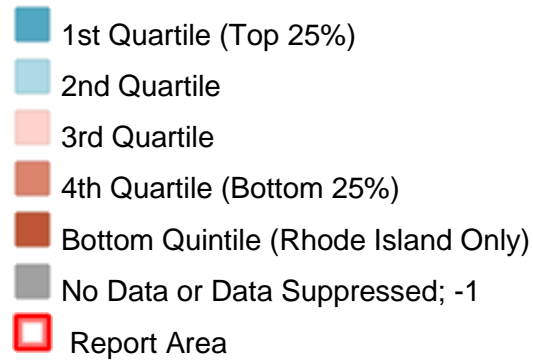 1st Quartile (Top 25%)
2nd Quartile
3rd Quartile
4th Quartile (Bottom 25%)
Bottom Quintile (Rhode Island Only)
No Data or Data Suppressed; -1
Report Area